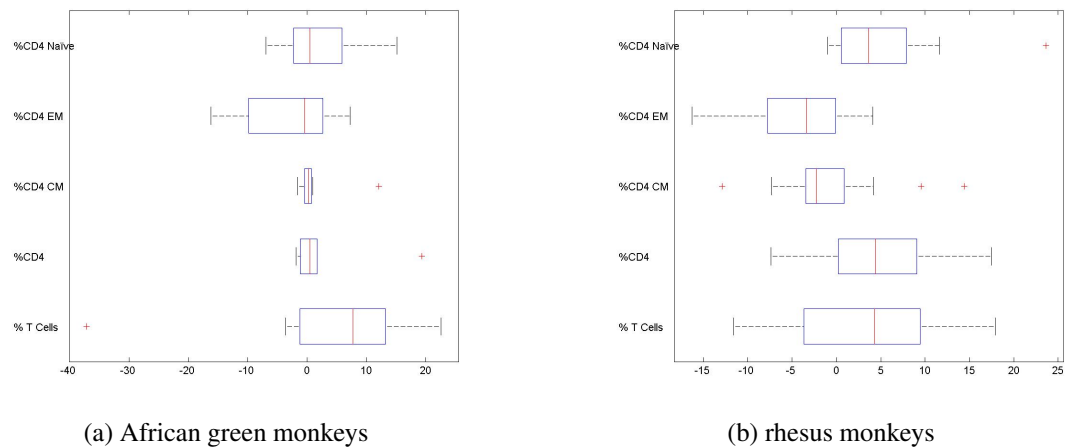 %CD4 Naïve
%CD4 EM
%CD4 CM
%CD4
% T Cells
-40 -30 -20 -10 0 10 20
(a) African green monkeys
%CD4 Naïve
%CD4 EM
%CD4 CM
%CD4
% T Cells
-15 -10 -5 0 5 10 15 20 25
(b) rhesus monkeys